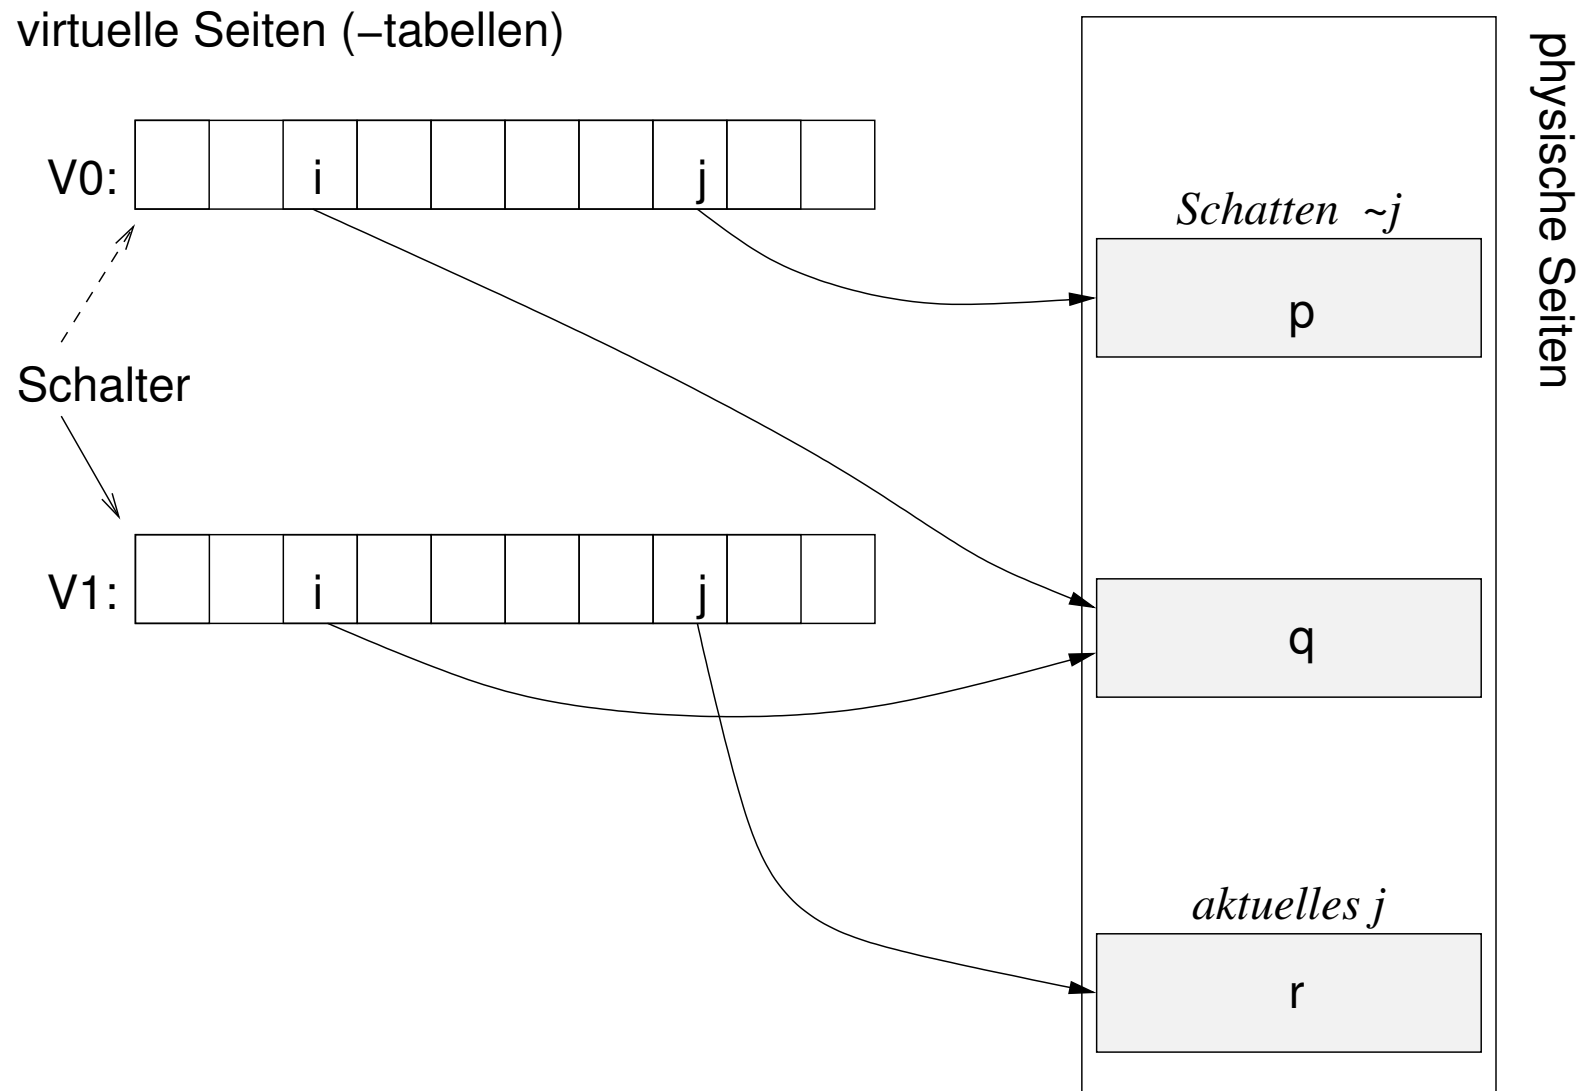 virtuelle Seiten (–tabellen)
physische Seiten
V0:
i
j
Schatten ~j
p
Schalter
V1:
i
j
q
aktuelles j
r